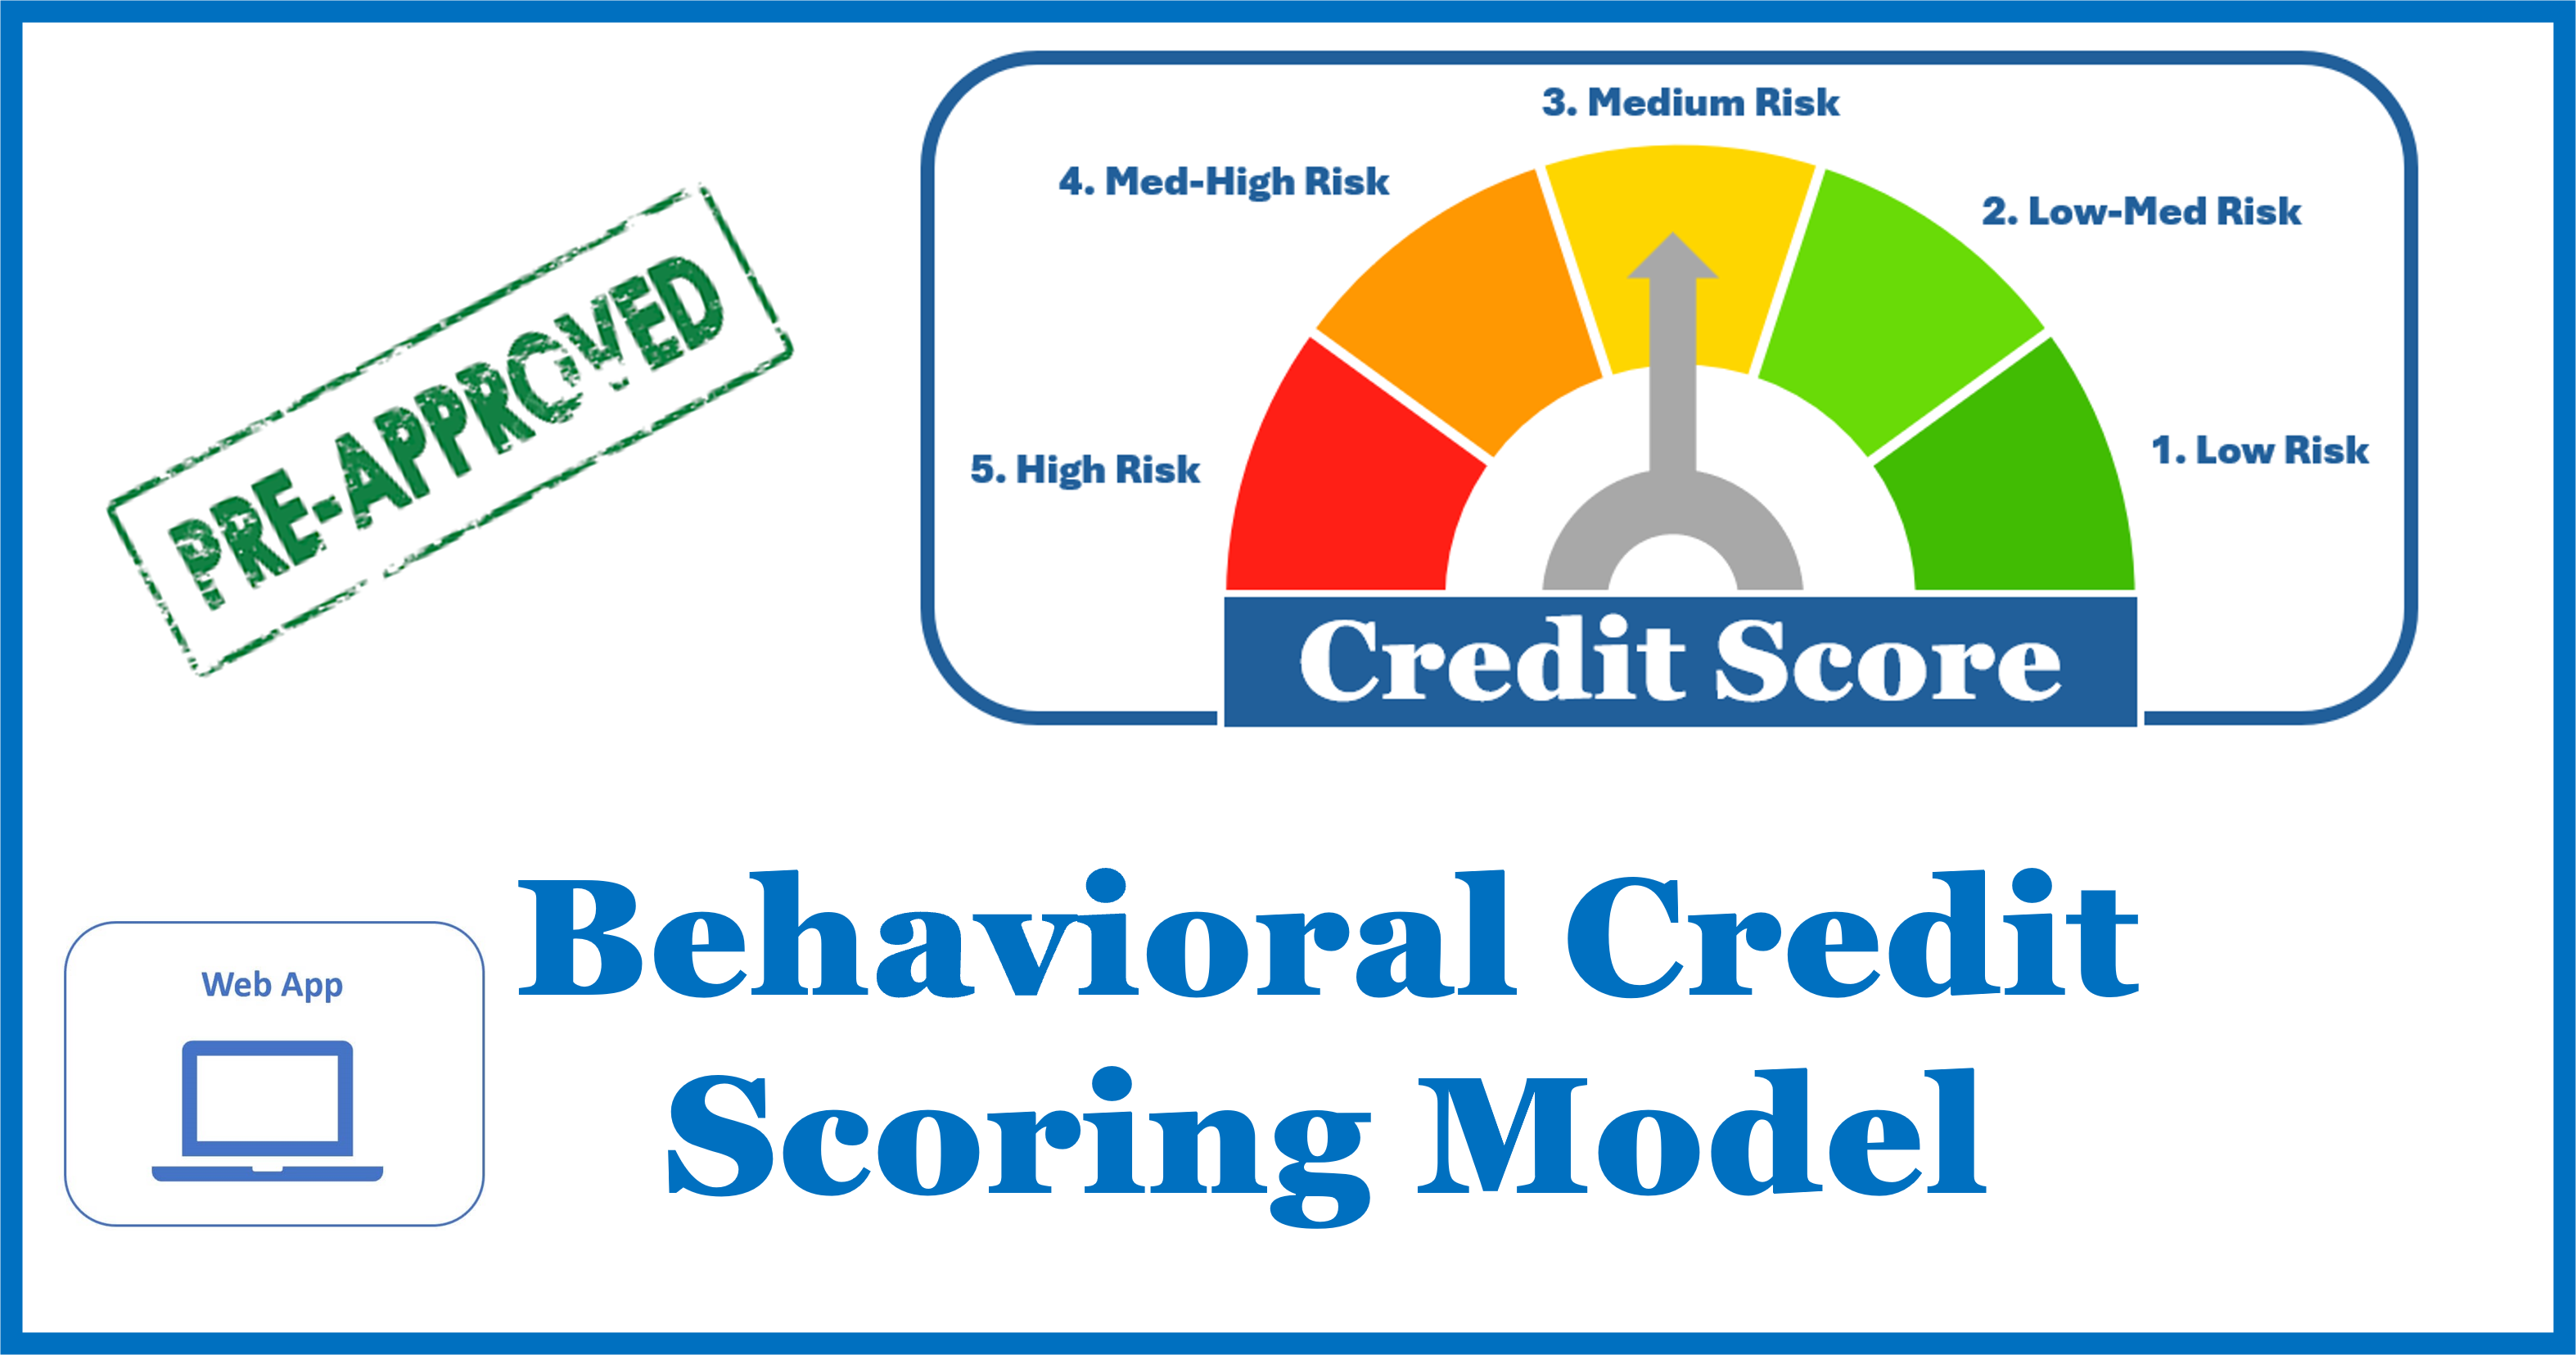 PRE-APPROVED
3. Medium Risk
4. Med-High Risk
2. Low-Med Risk
5. High Risk
1. Low Risk
Credit Score
Web App
Behavioral Credit
Scoring Model